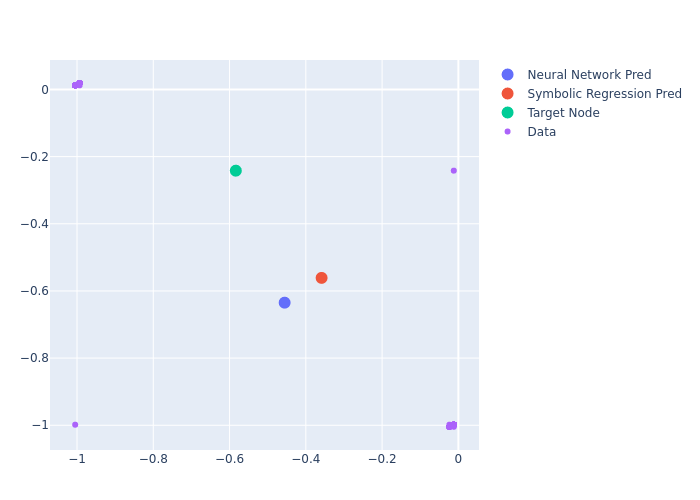 Neural Network Pred
Symbolic Regression Pred
Target Node
Data
0
−0.2
−0.4
−0.6
−0.8
−1
−1 −0.8 −0.6 −0.4 −0.2 0